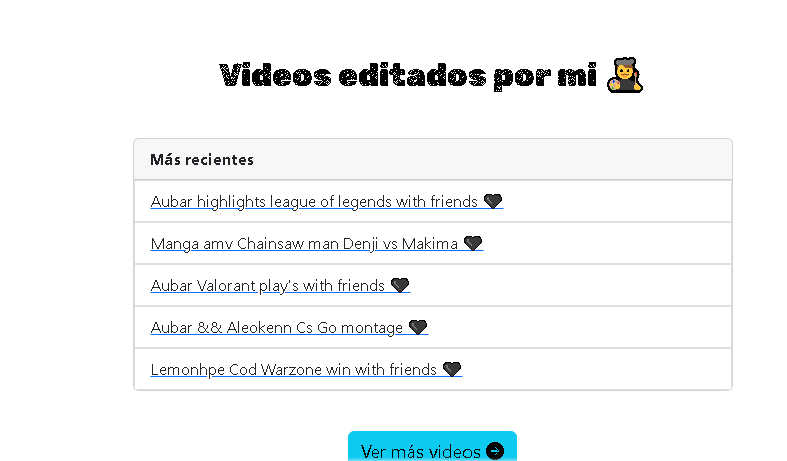 Videos editados por mi 👩‍🎨
Más recientes
Aubar highlights league of legends with friends 🖤
Manga amv Chainsaw man Denji vs Makima 🖤
Aubar Valorant play's with friends 🖤
Aubar && Aleokenn Cs Go montage 🖤
Lemonhpe Cod Warzone win with friends 🖤
Ver más videos